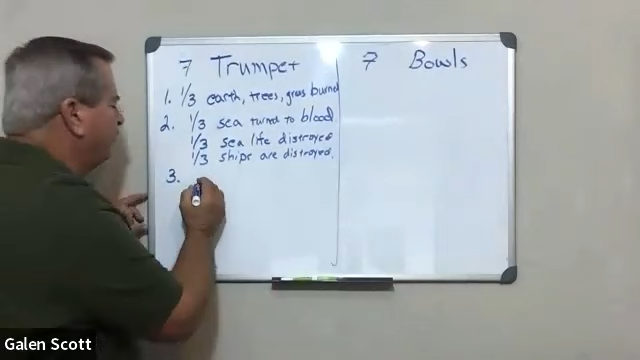 7 Trumpet
1. 1/3 earth, trees, gras burned
2. 1/3 sea turned to blood
1/3 sea life distroyed
1/3 ships are distroyed.
3.
7 Bowls
Galen Scott